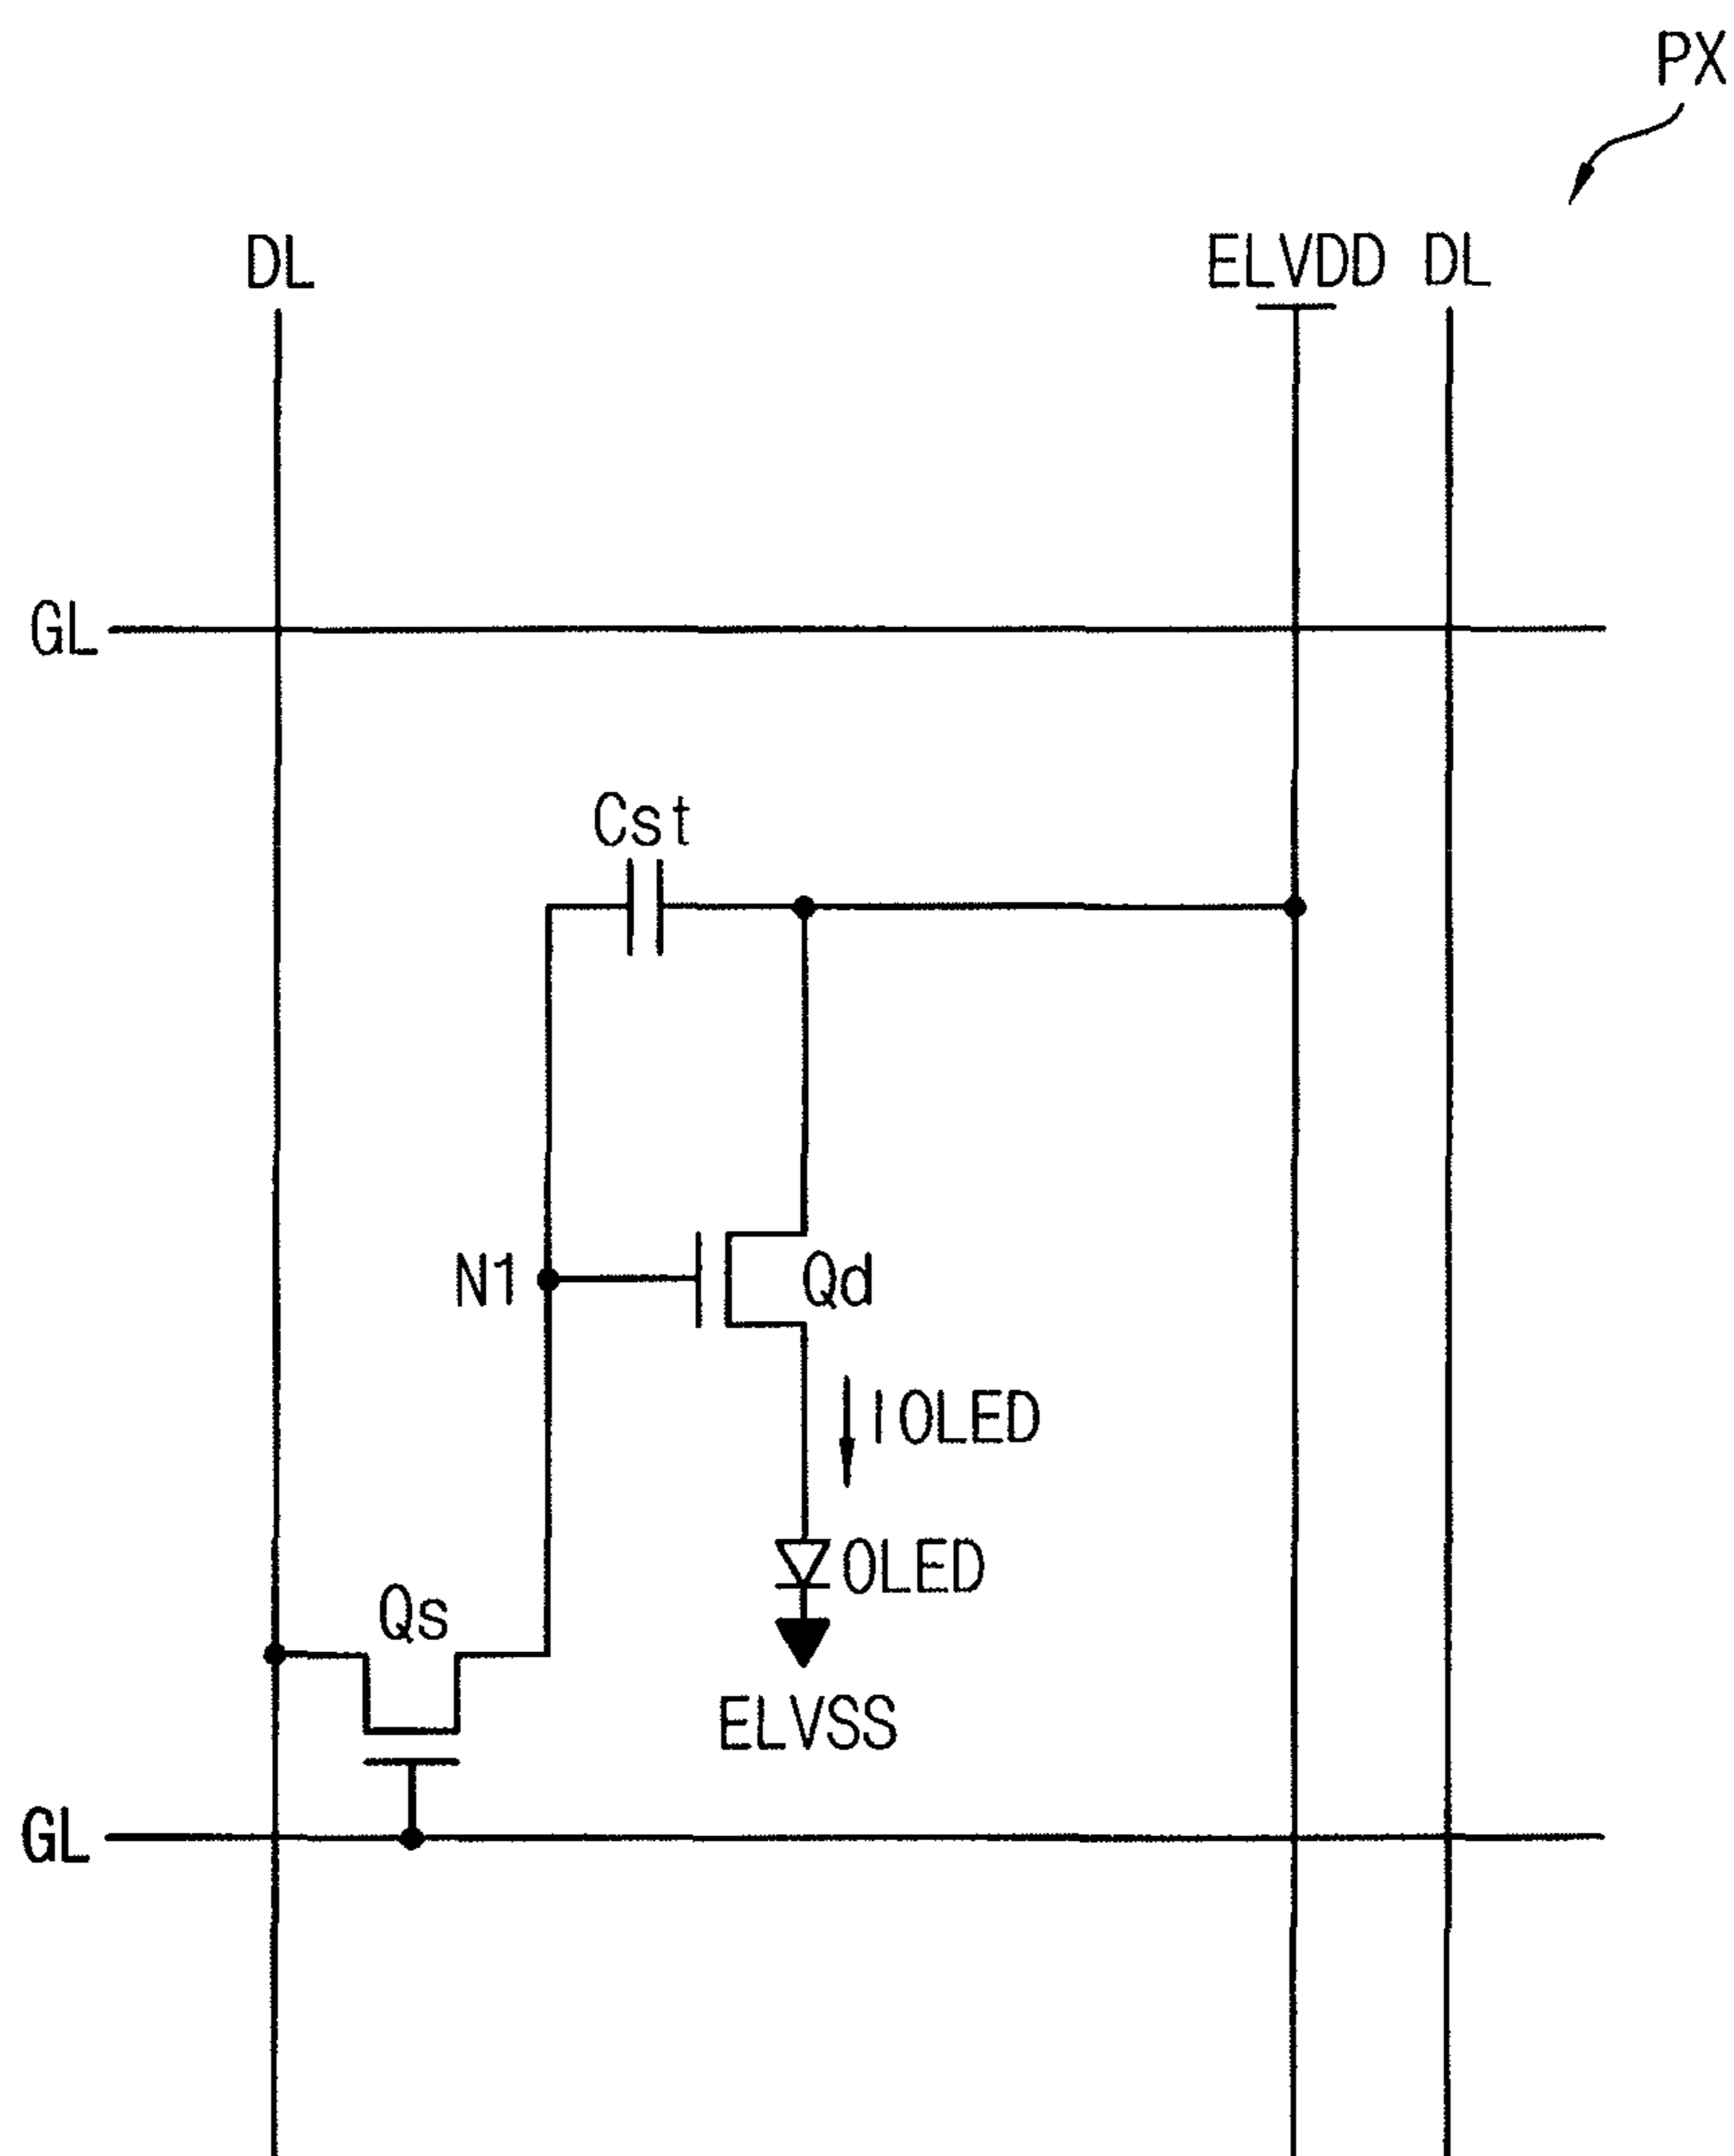 PX
DL
ELVDD DL
GL
Cst
N1
Qd
IOLED
OLED
Qs
ELVSS
GL